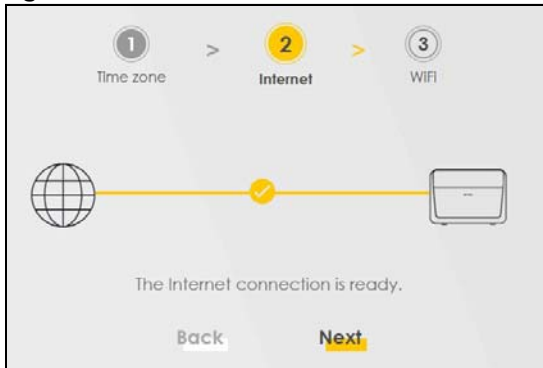 1 > 2 > 3
Time zone Internet WiFi
The Internet connection is ready.
Back Next